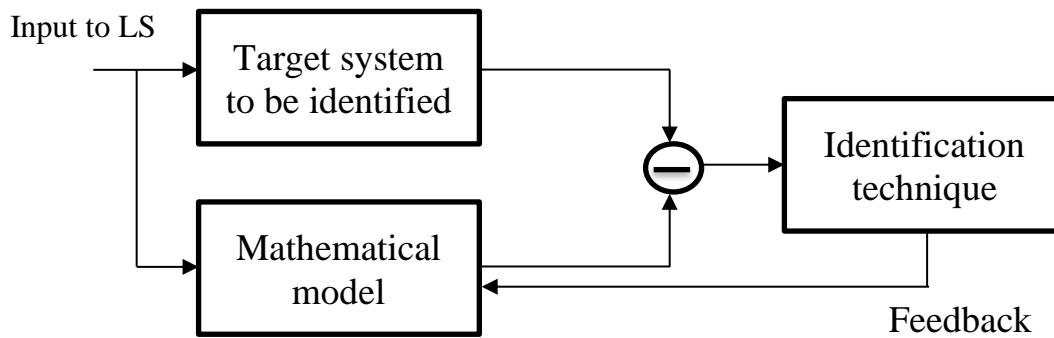 Input to LS
Target system
to be identified
Identification
technique
Mathematical
model
Feedback